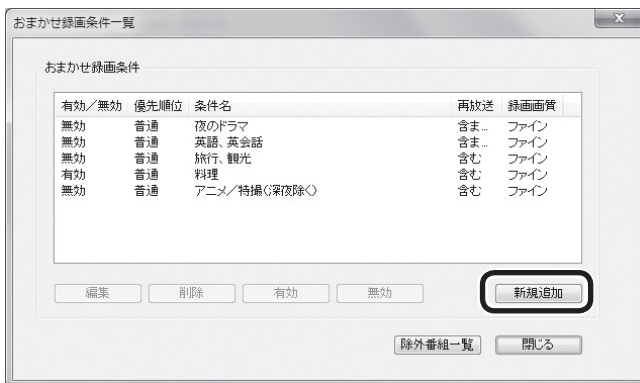 おまかせ録画条件一覧
おまかせ録画条件
有効／無効 優先順位 条件名 再放送 録画画質
無効 普通 夜のドラマ 含ま... ファイン
無効 普通 英語、英会話 含ま... ファイン
無効 普通 旅行、観光 含む ファイン
有効 普通 料理 含む ファイン
無効 普通 アニメ／特撮(深夜除く) 含む ファイン
編集 削除 有効 無効 新規追加
除外番組一覧 閉じる